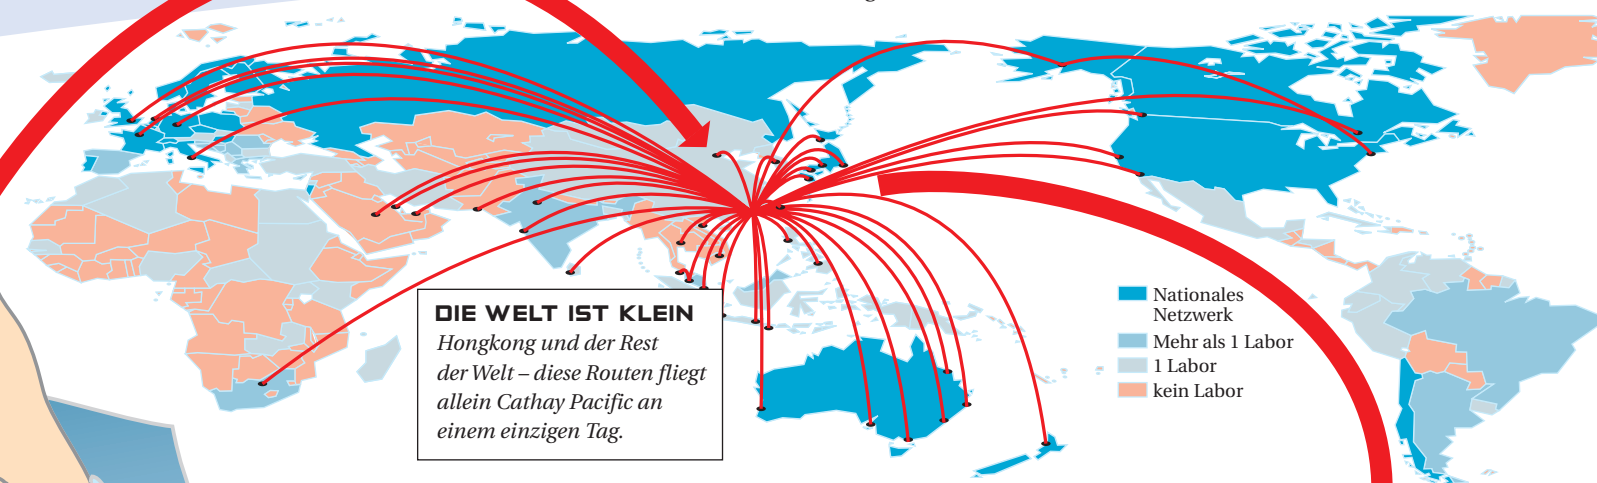 DIE WELT IST KLEIN
Hongkong und der Rest
der Welt – diese Routen fliegt
allein Cathay Pacific an
einem einzigen Tag.
Nationales
Netzwerk
Mehr als 1 Labor
1 Labor
kein Labor